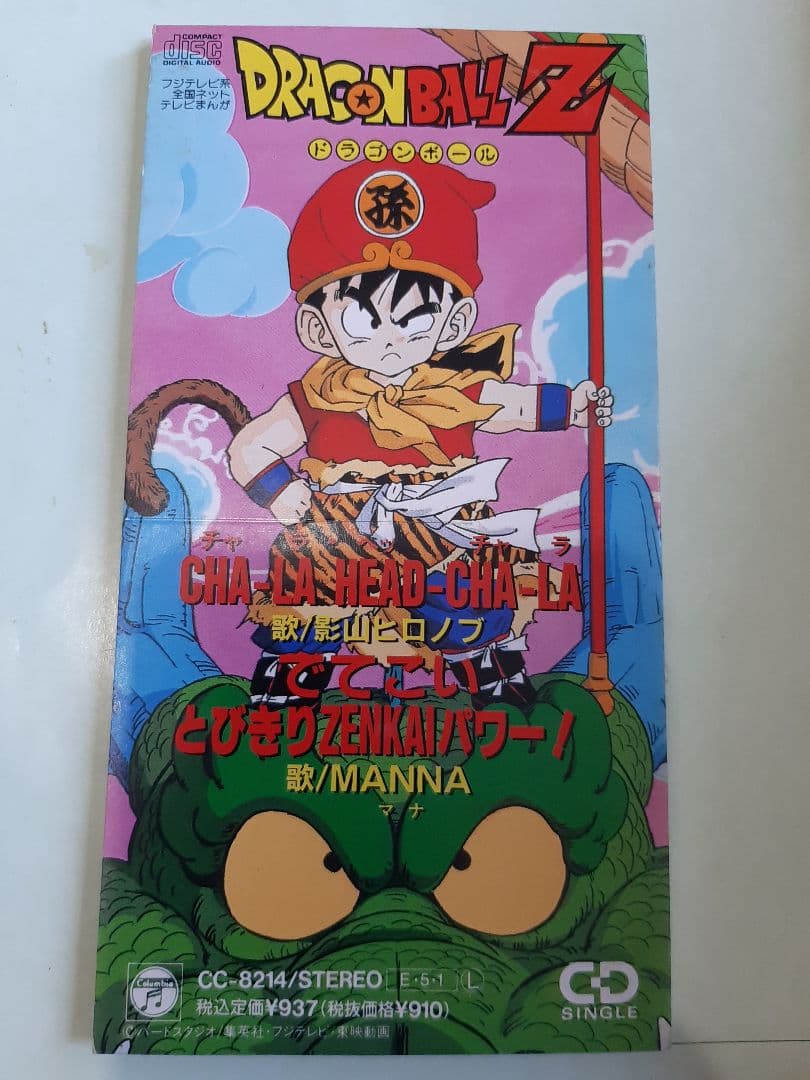 COMPACT
disc
DIGITAL AUDIO
フジテレビ系
全国ネット
テレビまんが
DRAGON BALL Z
ドラゴンボール
孫
チャ ラ ヘッ チャ ラ
CHA-LA HEAD-CHA-LA
歌/影山ヒロノブ
でてこい
とびきりZENKAIパワー!
歌/MANNA
マナ
Columbia
CC-8214/STEREO E・5・1 L
税込定価¥937(税抜価格¥910)
CD
SINGLE
©バードスタジオ/集英社・フジテレビ・東映動画